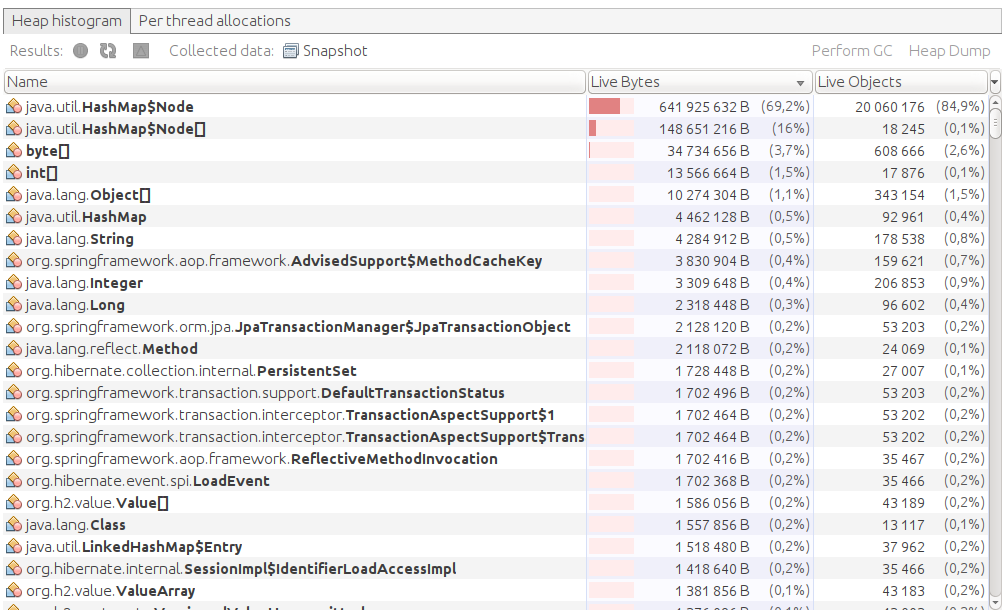 Heap histogram Per thread allocations
Results: Collected data: Snapshot Perform GC Heap Dump
Name Live Bytes Live Objects
java.util.HashMap$Node 641 925 632 B (69,2%) 20 060 176 (84,9%)
java.util.HashMap$Node[] 148 651 216 B (16%) 18 245 (0,1%)
byte[] 34 734 656 B (3,7%) 608 666 (2,6%)
int[] 13 566 664 B (1,5%) 17 876 (0,1%)
java.lang.Object[] 10 274 304 B (1,1%) 343 154 (1,5%)
java.util.HashMap 4 462 128 B (0,5%) 92 961 (0,4%)
java.lang.String 4 284 912 B (0,5%) 178 538 (0,8%)
org.springframework.aop.framework.AdvisedSupport$MethodCacheKey 3 830 904 B (0,4%) 159 621 (0,7%)
java.lang.Integer 3 309 648 B (0,4%) 206 853 (0,9%)
java.lang.Long 2 318 448 B (0,3%) 96 602 (0,4%)
org.springframework.orm.jpa.JpaTransactionManager$JpaTransactionObject 2 128 120 B (0,2%) 53 203 (0,2%)
java.lang.reflect.Method 2 118 072 B (0,2%) 24 069 (0,1%)
org.hibernate.collection.internal.PersistentSet 1 728 448 B (0,2%) 27 007 (0,1%)
org.springframework.transaction.support.DefaultTransactionStatus 1 702 496 B (0,2%) 53 203 (0,2%)
org.springframework.transaction.interceptor.TransactionAspectSupport$1 1 702 464 B (0,2%) 53 202 (0,2%)
org.springframework.transaction.interceptor.TransactionAspectSupport$Trans 1 702 464 B (0,2%) 53 202 (0,2%)
org.springframework.aop.framework.ReflectiveMethodInvocation 1 702 416 B (0,2%) 35 467 (0,2%)
org.hibernate.event.spi.LoadEvent 1 702 368 B (0,2%) 35 466 (0,2%)
org.h2.value.Value[] 1 586 056 B (0,2%) 43 189 (0,2%)
java.lang.Class 1 557 856 B (0,2%) 13 117 (0,1%)
java.util.LinkedHashMap$Entry 1 518 480 B (0,2%) 37 962 (0,2%)
org.hibernate.internal.SessionImpl$IdentifierLoadAccessImpl 1 418 640 B (0,2%) 35 466 (0,2%)
org.h2.value.ValueArray 1 381 856 B (0,1%) 43 183 (0,2%)